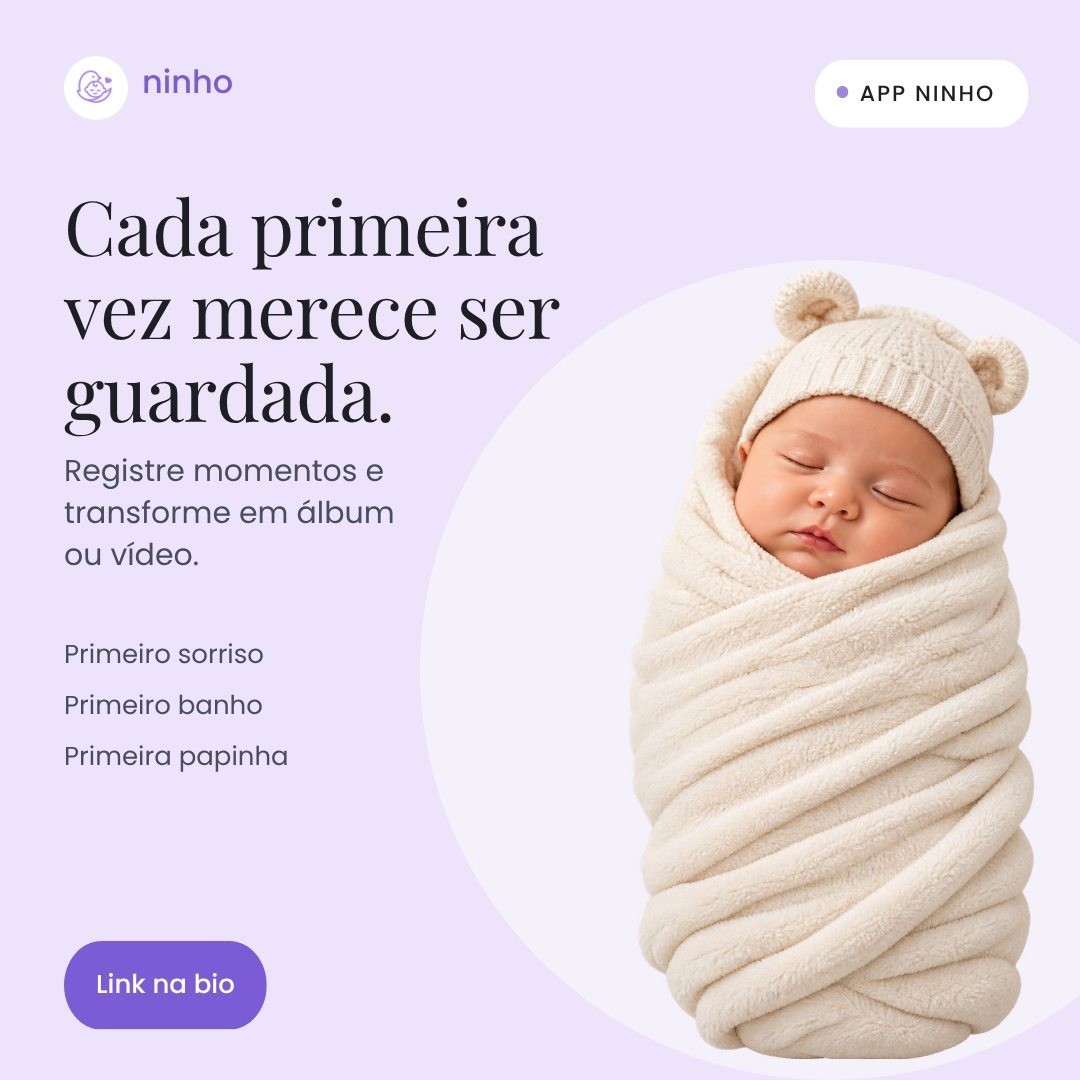 ninho
APP NINHO
Cada primeira
vez merece ser
guardada.
Registre momentos e
transforme em álbum
ou vídeo.
Primeiro sorriso
Primeiro banho
Primeira papinha
Link na bio